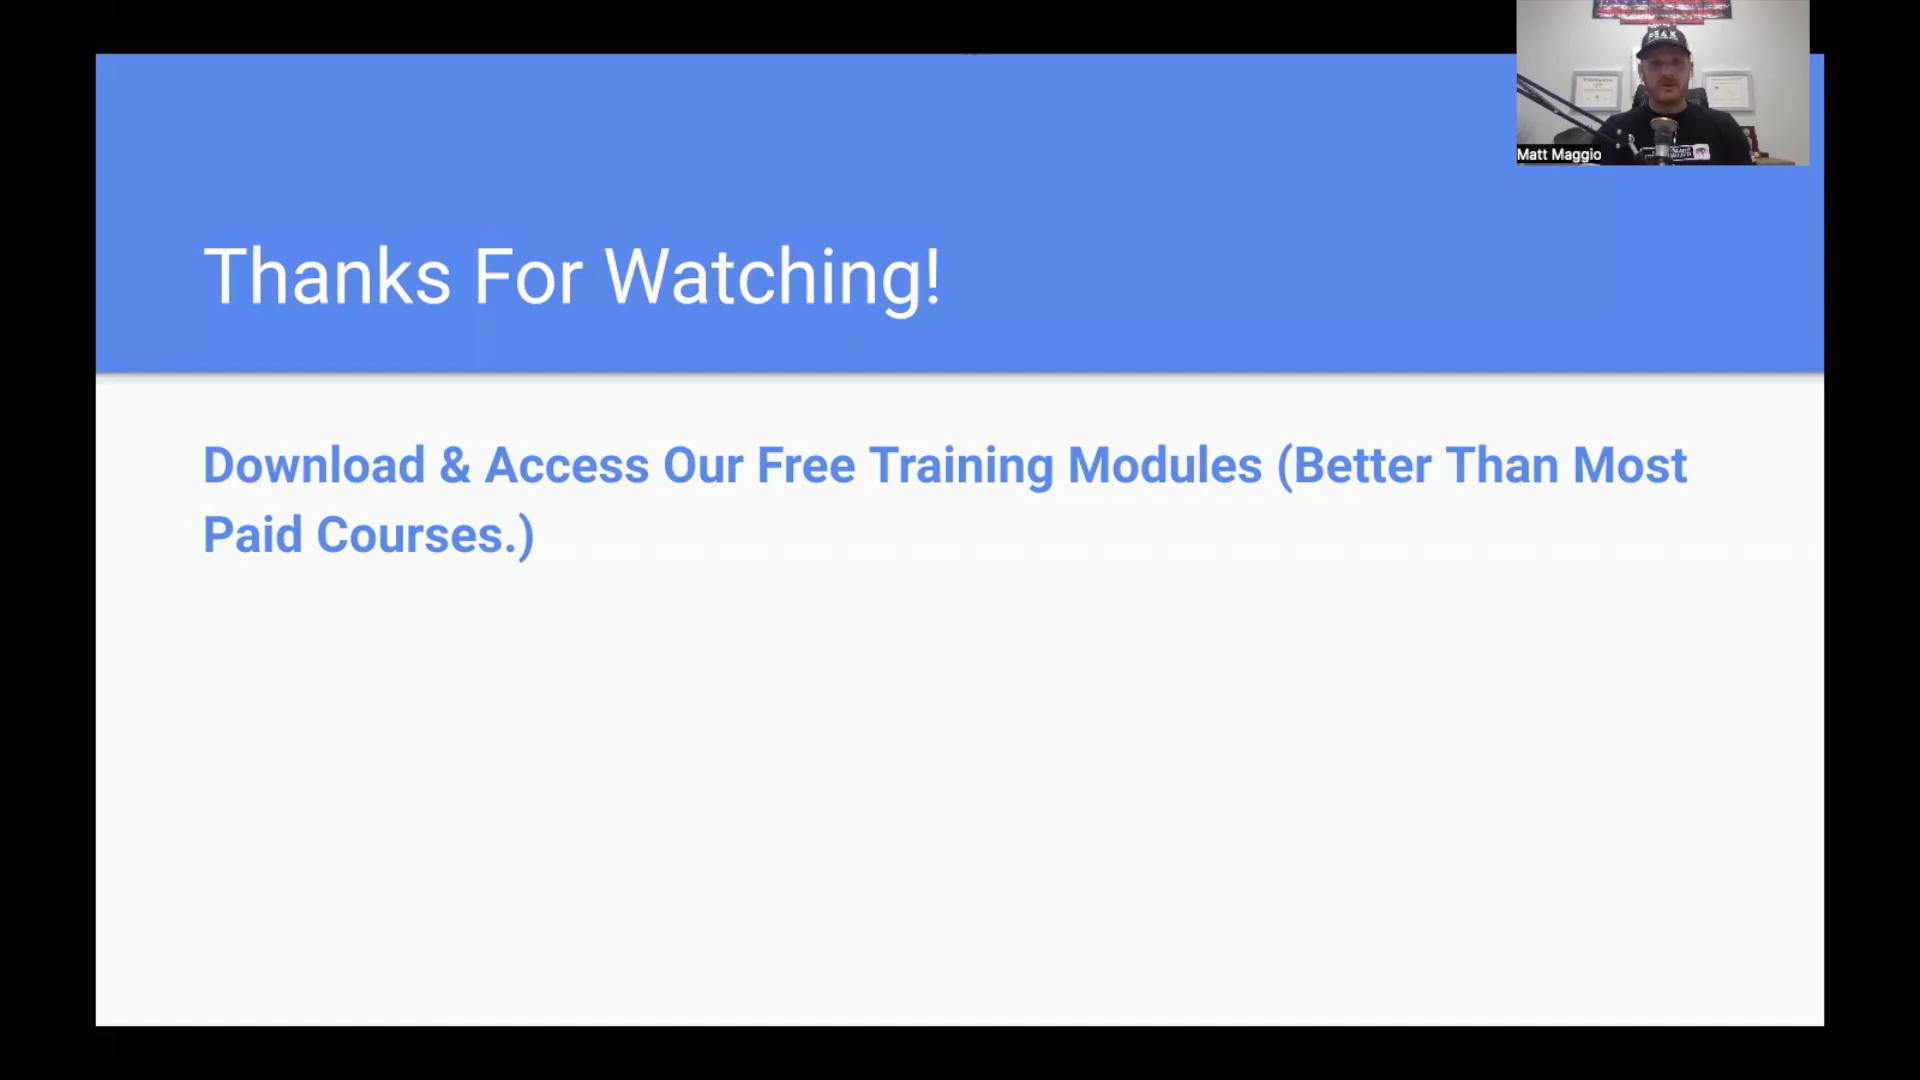 Thanks For Watching!
Download & Access Our Free Training Modules (Better Than Most
Paid Courses.)
Matt Maggio